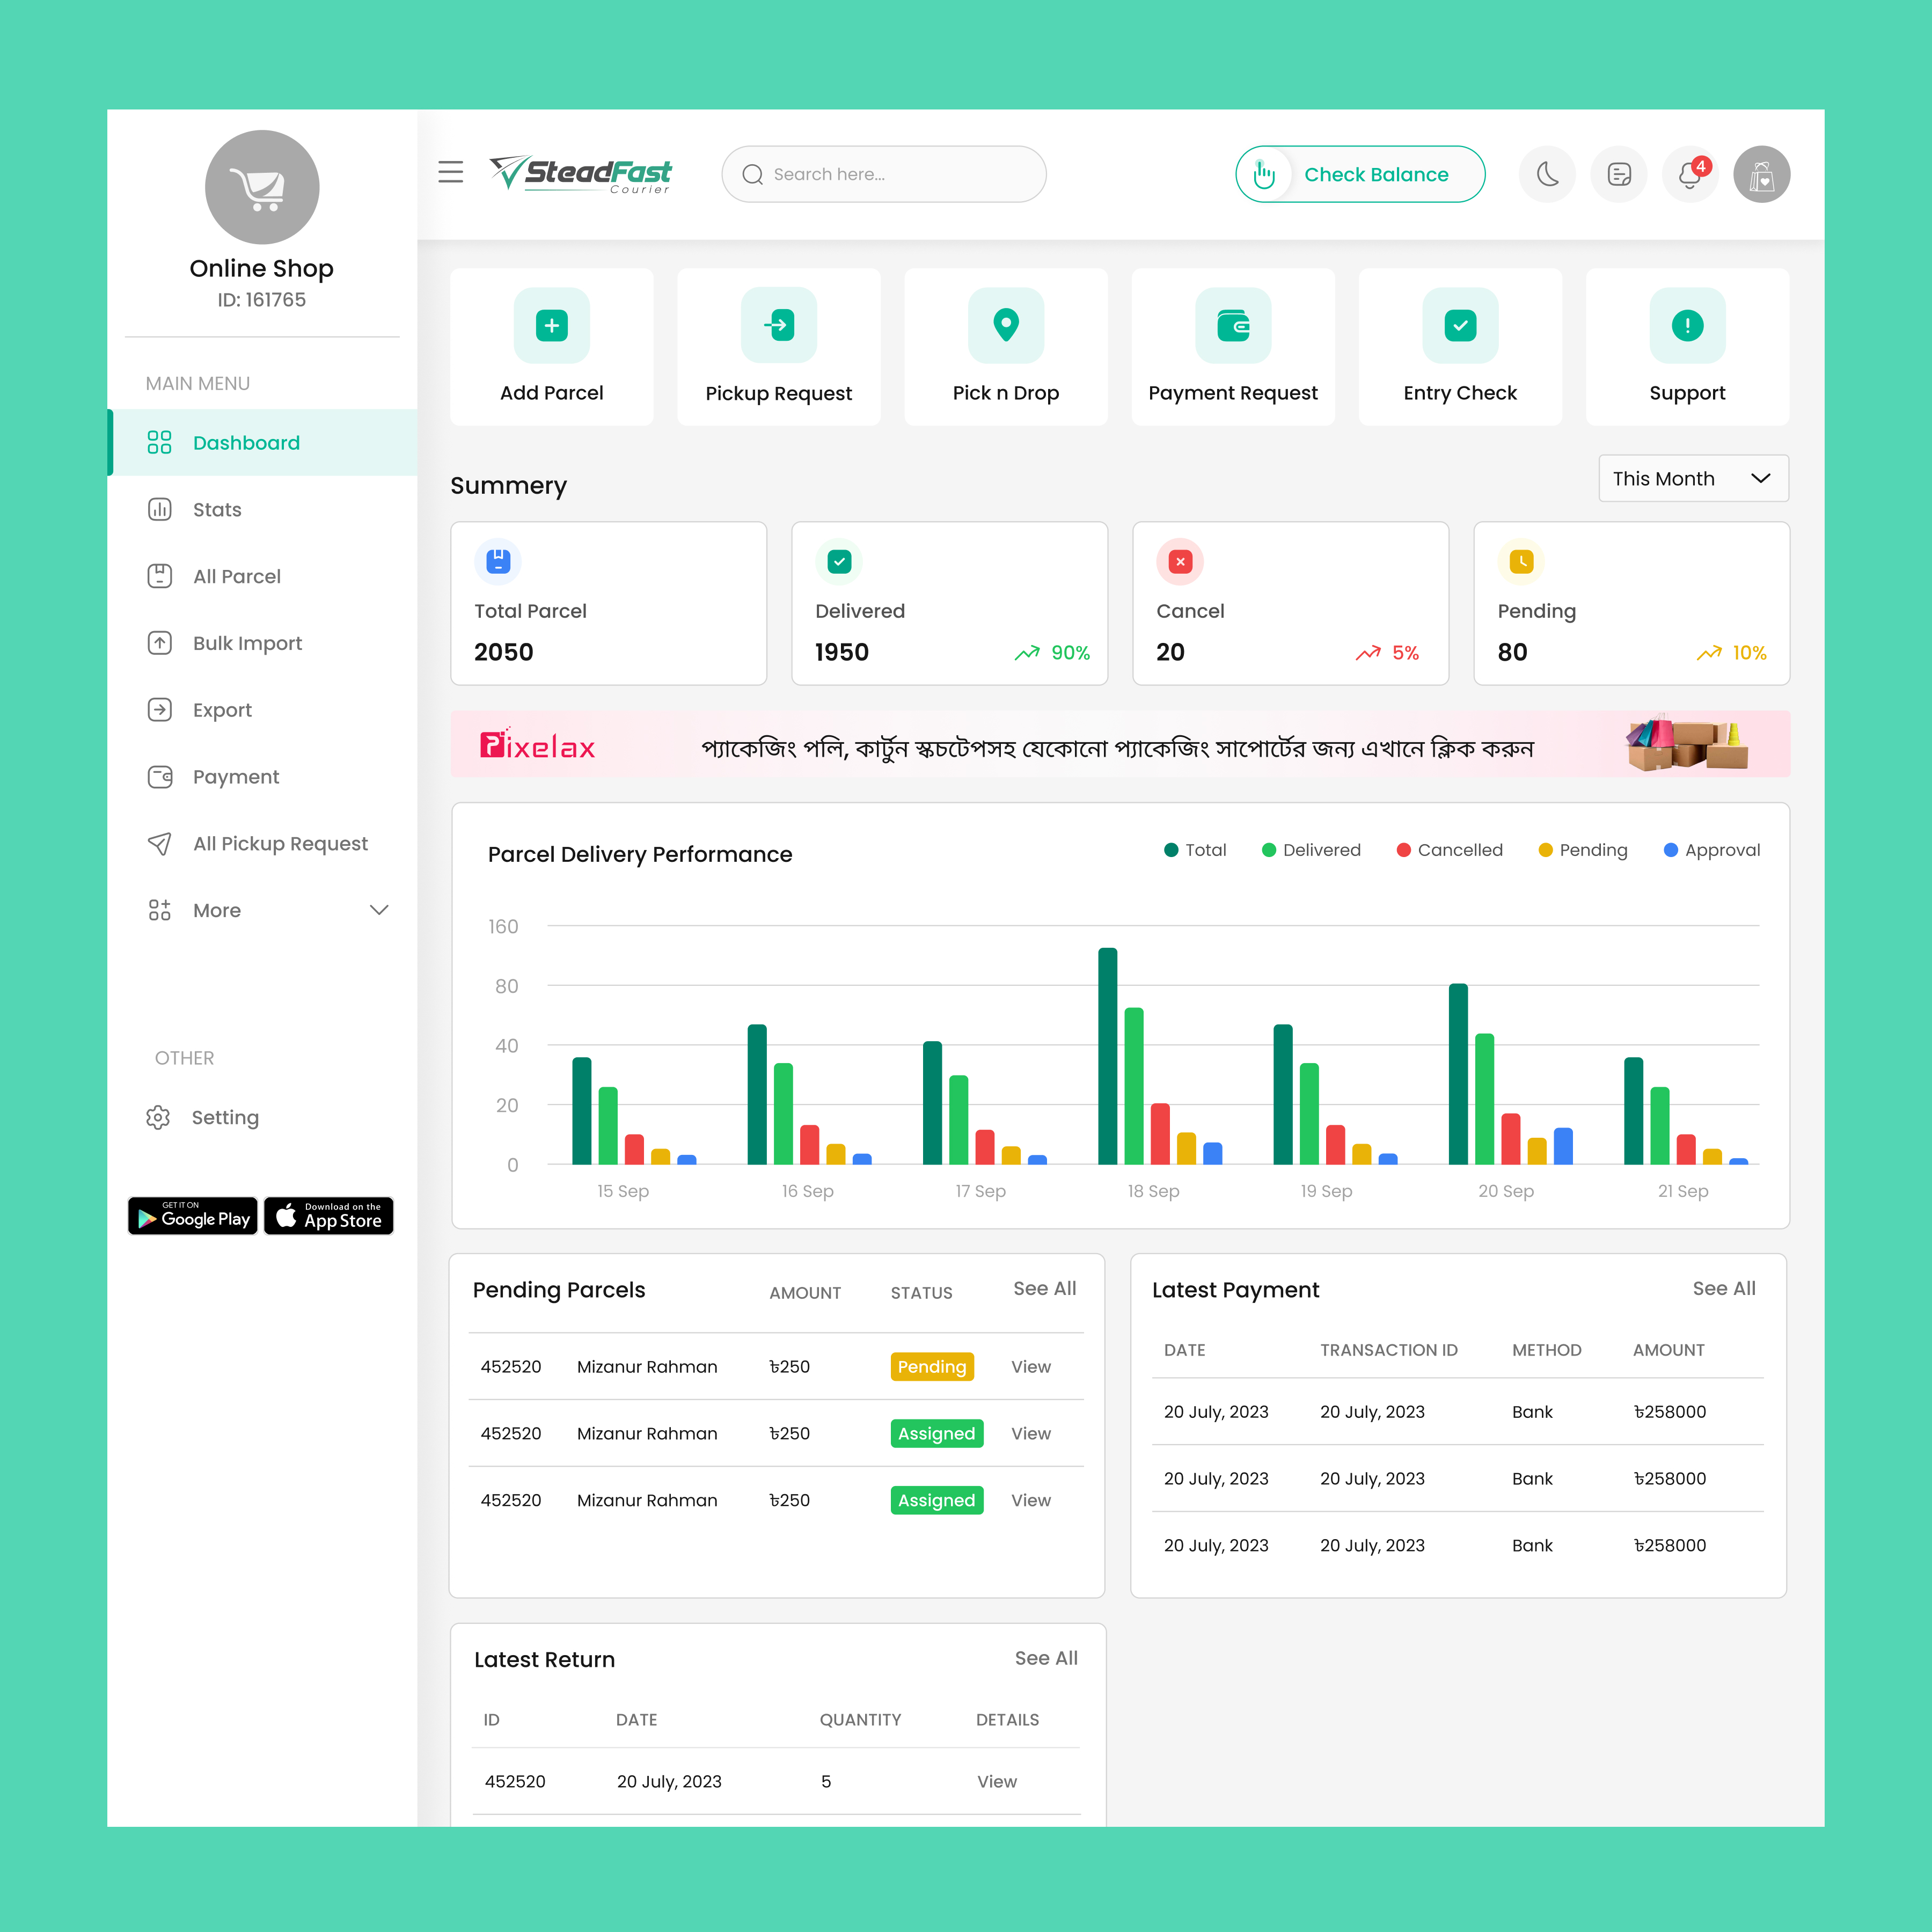 Online Shop
ID: 161765
MAIN MENU
Dashboard
Stats
All Parcel
Bulk Import
Export
Payment
All Pickup Request
More
OTHER
Setting
GET IT ON
Google Play
Download on the
App Store
SteadFast
Courier
Search here...
Check Balance
4
Add Parcel
Pickup Request
Pick n Drop
Payment Request
Entry Check
Support
Summery
This Month
Total Parcel
2050
Delivered
1950 90%
Cancel
20 5%
Pending
80 10%
Pixelax
প্যাকেজিং পলি, কার্টুন স্কচটেপসহ যেকোনো প্যাকেজিং সাপোর্টের জন্য এখানে ক্লিক করুন
Parcel Delivery Performance
Total Delivered Cancelled Pending Approval
160
80
40
20
0
15 Sep 16 Sep 17 Sep 18 Sep 19 Sep 20 Sep 21 Sep
Pending Parcels AMOUNT STATUS See All
452520 Mizanur Rahman ৳250 Pending View
452520 Mizanur Rahman ৳250 Assigned View
452520 Mizanur Rahman ৳250 Assigned View
Latest Payment See All
DATE TRANSACTION ID METHOD AMOUNT
20 July, 2023 20 July, 2023 Bank ৳258000
20 July, 2023 20 July, 2023 Bank ৳258000
20 July, 2023 20 July, 2023 Bank ৳258000
Latest Return See All
ID DATE QUANTITY DETAILS
452520 20 July, 2023 5 View